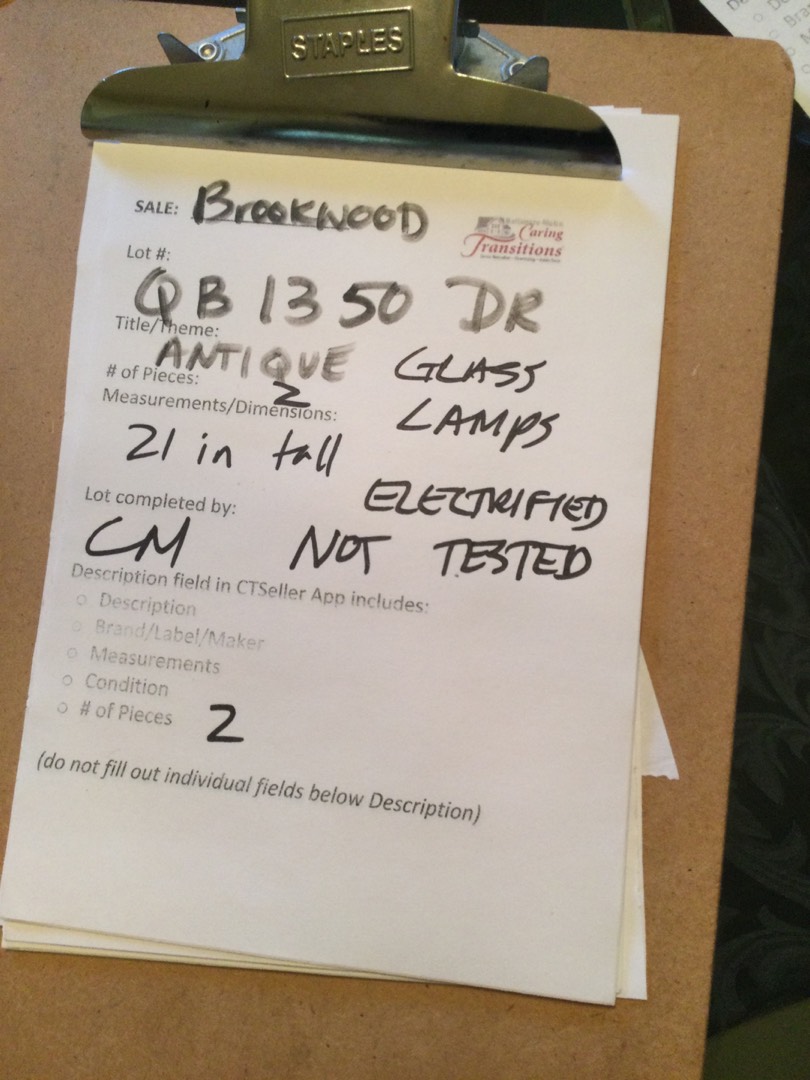 STAPLES
SALE: BROOKWOOD
Caring
Transitions
Lot #:
QB 1350 DR
Title/Theme:
ANTIQUE GLASS
# of Pieces: 2
LAMPS
Measurements/Dimensions:
21 in tall
ELECTRIFIED
Lot completed by:
CM NOT TESTED
Description field in CTSeller App includes:
○ Description
○ Brand/Label/Maker
○ Measurements
○ Condition
○ # of Pieces 2
(do not fill out individual fields below Description)